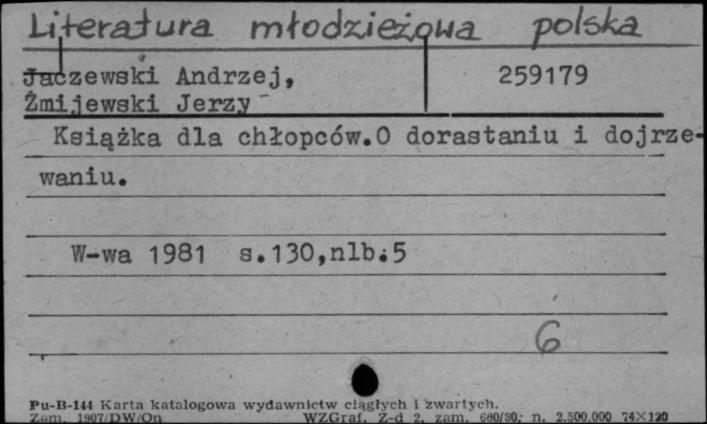 Literatura młodzieżowa polska
Jaczewski Andrzej, 259179
Żmijewski Jerzy
Książka dla chłopców.O dorastaniu i dojrze-
waniu.
W-wa 1981 s.130,nlb.5
6
Pu-B-144 Karta katalogowa wydawnictw ciągłych i zwartych.
Zam. 1907/DW/On WZGraf. Z-d 2, zam. 660/80; n. 2.500.000 74×120